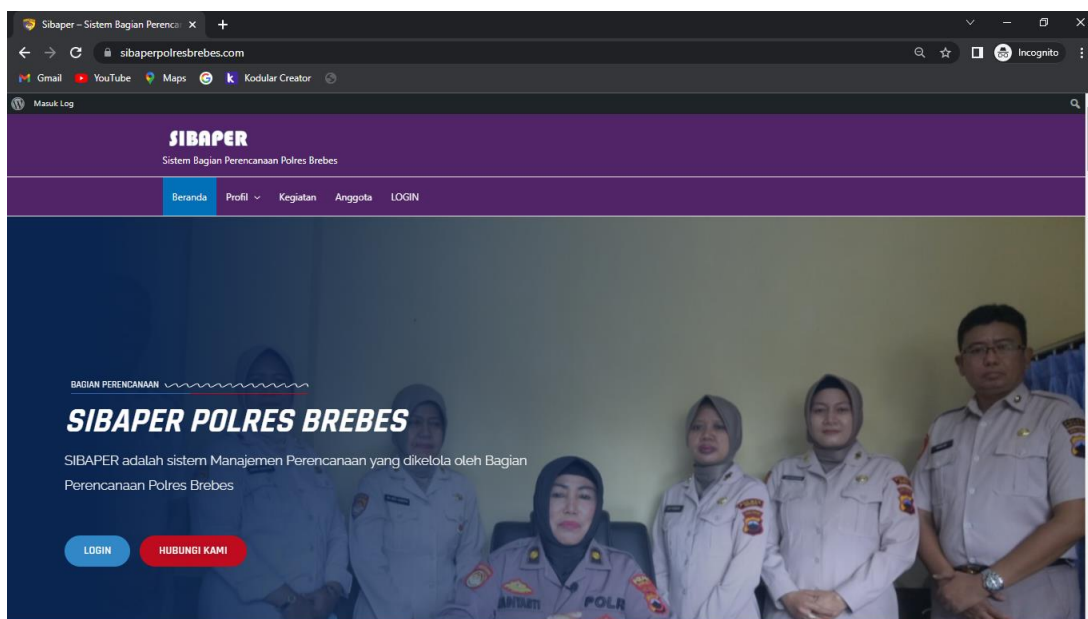 Sibaper – Sistem Bagian Perenca
sibaperpolresbrebes.com
Incognito
Gmail
YouTube
Maps
Kodular Creator
Masuk Log
SIBAPER
Sistem Bagian Perencanaan Polres Brebes
Beranda Profil Kegiatan Anggota LOGIN
BAGIAN PERENCANAAN
SIBAPER POLRES BREBES
SIBAPER adalah sistem Manajemen Perencanaan yang dikelola oleh Bagian
Perencanaan Polres Brebes
LOGIN HUBUNGI KAMI